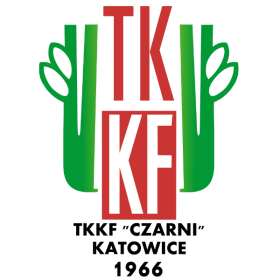 TK
KF
TKKF "CZARNI"
KATOWICE
1966